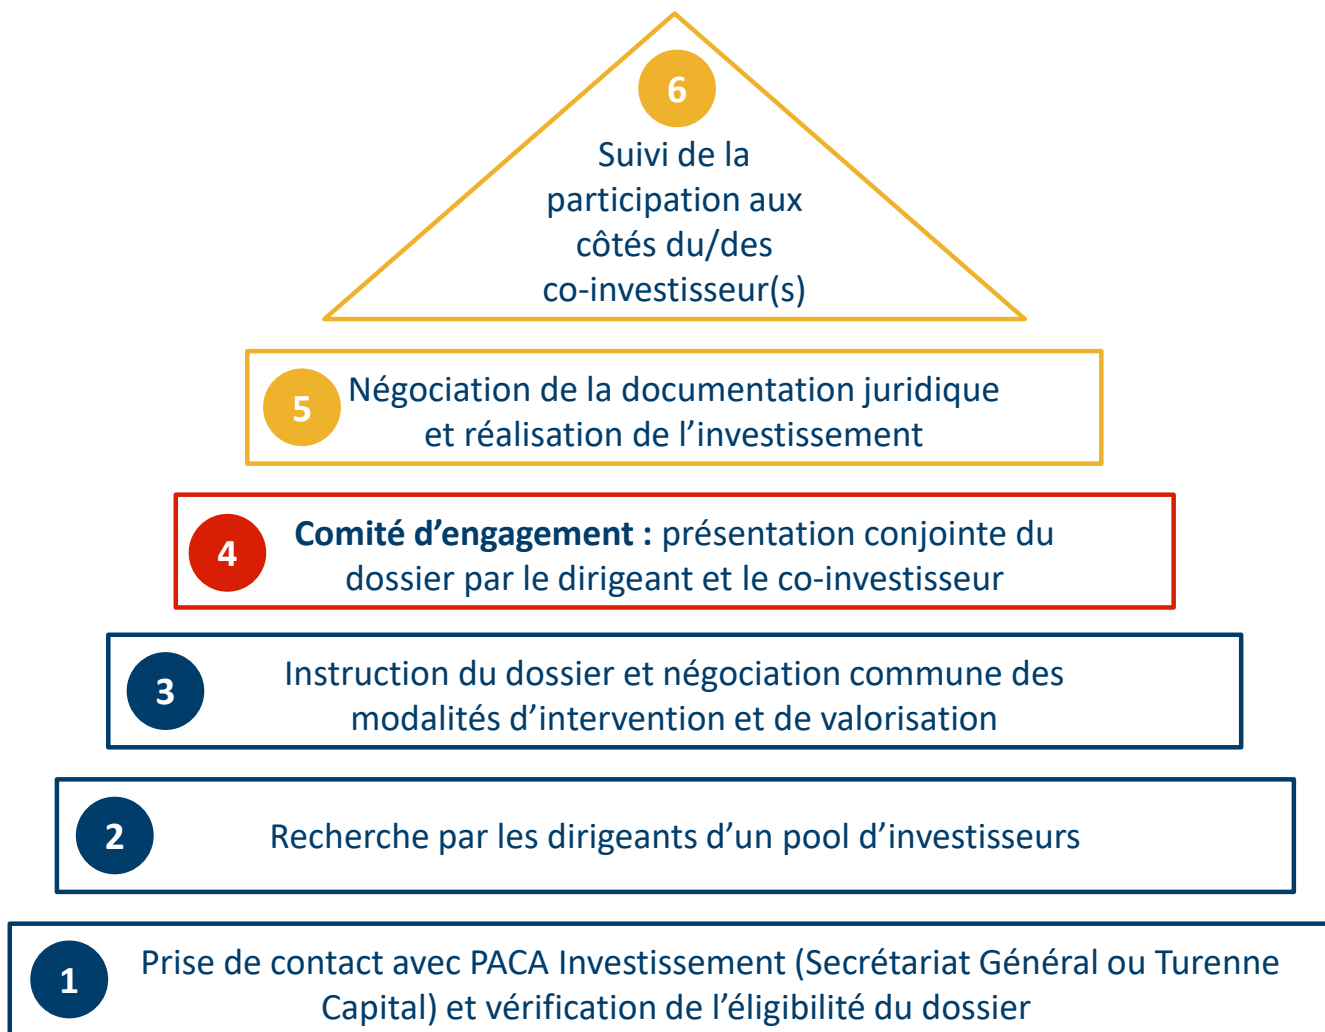 6
Suivi de la
participation aux
côtés du/des
co-investisseur(s)
5
Négociation de la documentation juridique
et réalisation de l’investissement
4
Comité d’engagement : présentation conjointe du
dossier par le dirigeant et le co-investisseur
3
Instruction du dossier et négociation commune des
modalités d’intervention et de valorisation
2
Recherche par les dirigeants d’un pool d’investisseurs
1
Prise de contact avec PACA Investissement (Secrétariat Général ou Turenne
Capital) et vérification de l’éligibilité du dossier